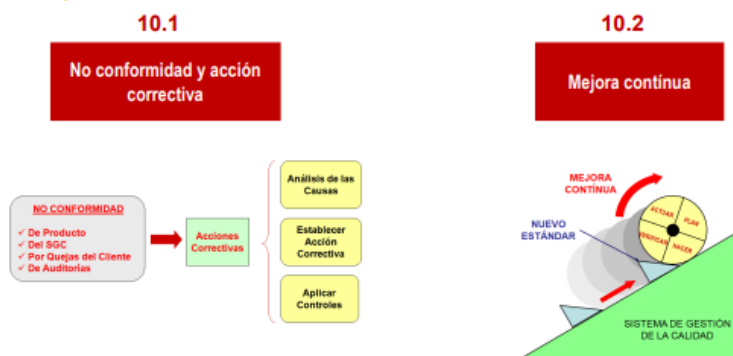 10.1
No conformidad y acción
correctiva
10.2
Mejora contínua
NO CONFORMIDAD
✓ De Producto
✓ Del SGC
✓ Por Quejas del Cliente
✓ De Auditorías
Acciones
Correctivas
Análisis de las
Causas
Establecer
Acción
Correctiva
Aplicar
Controles
MEJORA
CONTÍNUA
NUEVO
ESTÁNDAR
ACTUAR
PLAR
VERIFICAR
HACER
SISTEMA DE GESTIÓN
DE LA CALIDAD